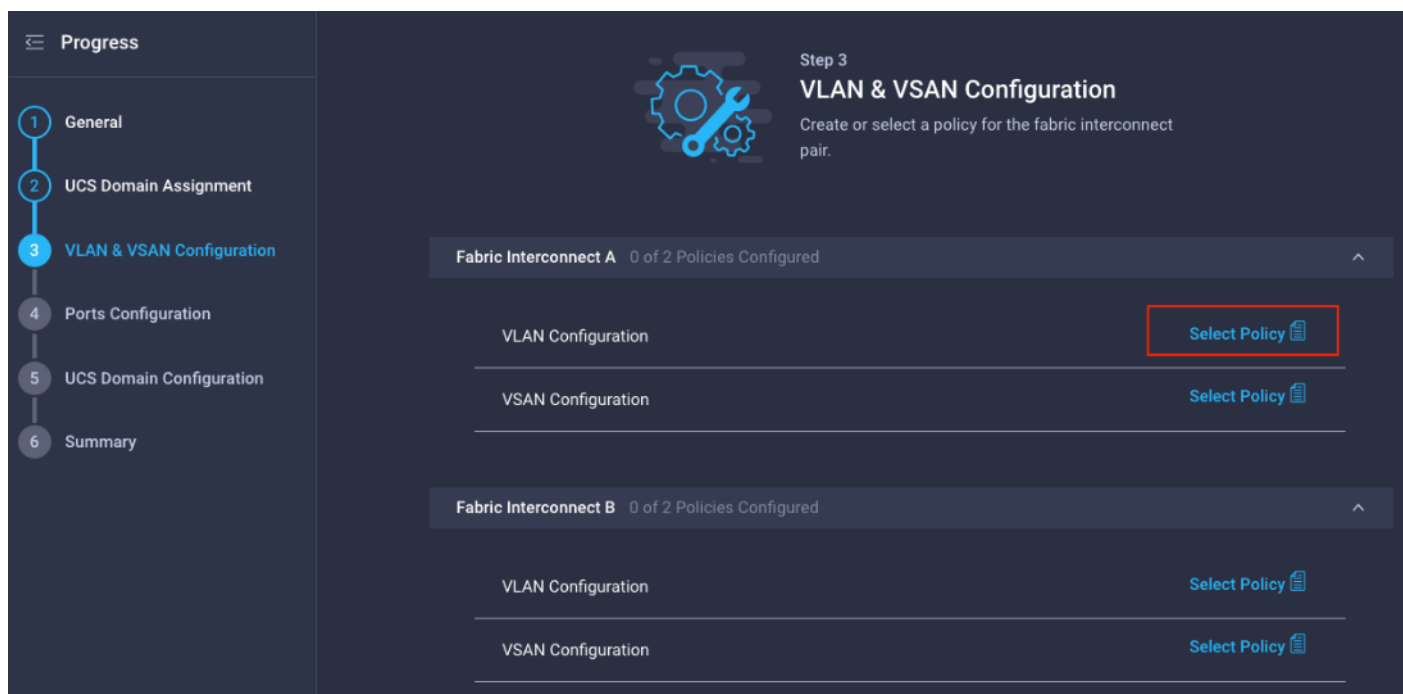 Progress
1 General
2 UCS Domain Assignment
3 VLAN & VSAN Configuration
4 Ports Configuration
5 UCS Domain Configuration
6 Summary
Step 3
VLAN & VSAN Configuration
Create or select a policy for the fabric interconnect
pair.
Fabric Interconnect A 0 of 2 Policies Configured
VLAN Configuration Select Policy
VSAN Configuration Select Policy
Fabric Interconnect B 0 of 2 Policies Configured
VLAN Configuration Select Policy
VSAN Configuration Select Policy